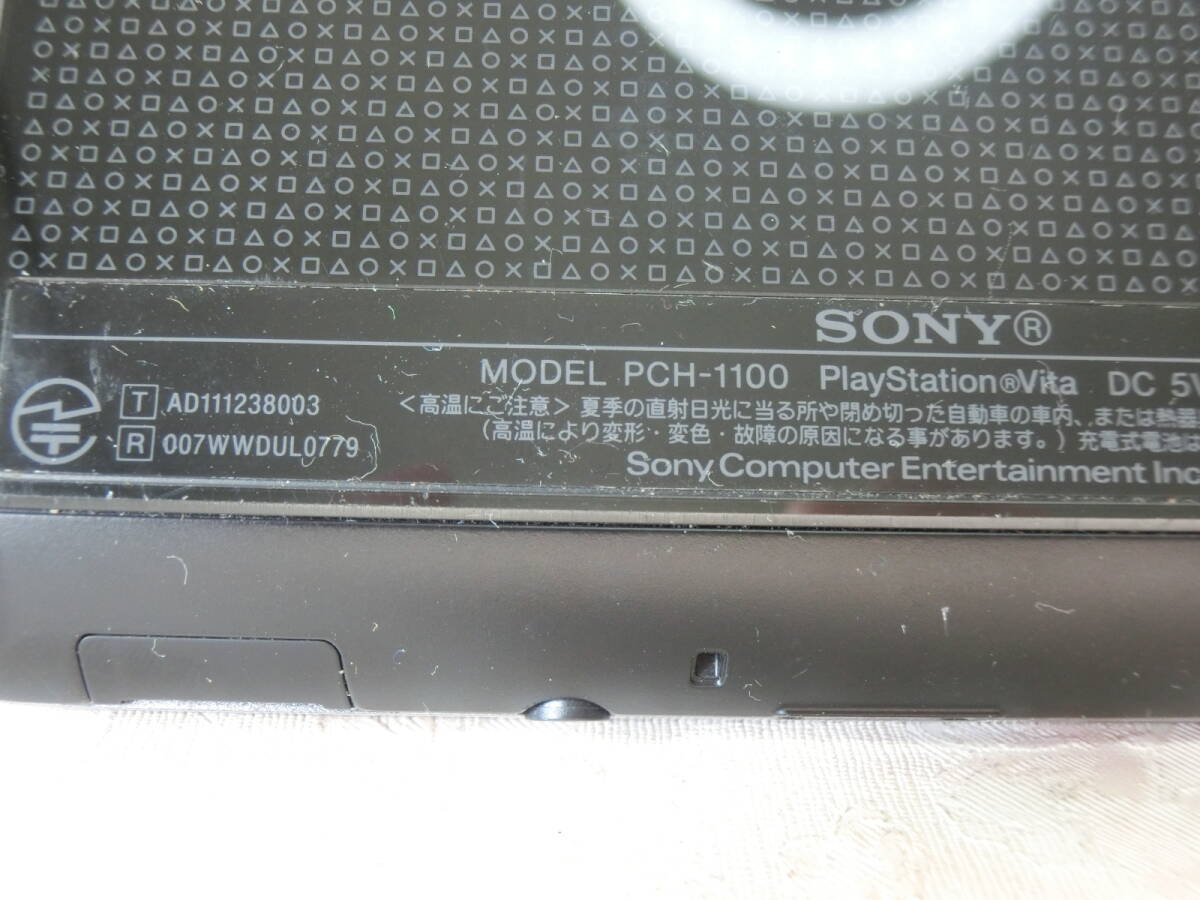 SONY®
MODEL PCH-1100 PlayStation®Vita DC 5V
T AD111238003
R 007WWDUL0779
<高温にご注意> 夏季の直射日光に当る所や閉め切った自動車の車内、または熱器
(高温により変形・変色・故障の原因になる事があります。) 充電式電池は
Sony Computer Entertainment Inc